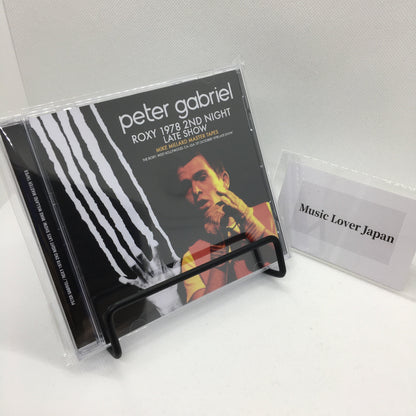 peter gabriel
ROXY 1978 2ND NIGHT
LATE SHOW
MIKE MILLARD MASTER TAPES
Music Lover Japan